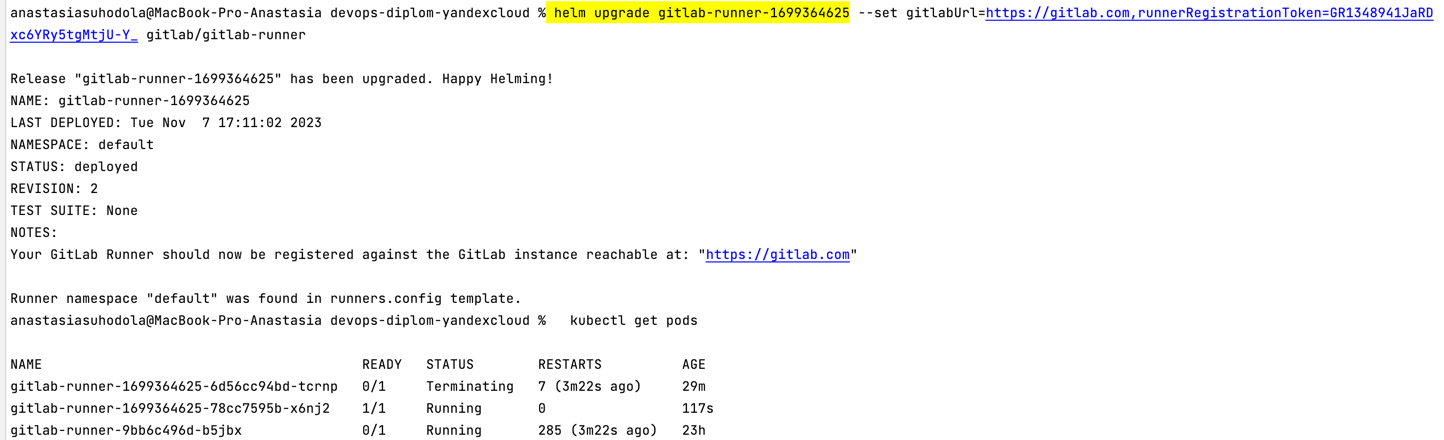 anastasiasuhodola@MacBook-Pro-Anastasia devops-diplom-yandexcloud % helm upgrade gitlab-runner-1699364625 --set gitlabUrl=https://gitlab.com,runnerRegistrationToken=GR1348941JaRD
xc6YRy5tgMtjU-Y_ gitlab/gitlab-runner
Release "gitlab-runner-1699364625" has been upgraded. Happy Helming!
NAME: gitlab-runner-1699364625
LAST DEPLOYED: Tue Nov  7 17:11:02 2023
NAMESPACE: default
STATUS: deployed
REVISION: 2
TEST SUITE: None
NOTES:
Your GitLab Runner should now be registered against the GitLab instance reachable at: "https://gitlab.com"
Runner namespace "default" was found in runners.config template.
anastasiasuhodola@MacBook-Pro-Anastasia devops-diplom-yandexcloud %   kubectl get pods
NAME                                        READY   STATUS        RESTARTS          AGE
gitlab-runner-1699364625-6d56cc94bd-tcrnp   0/1     Terminating   7 (3m22s ago)     29m
gitlab-runner-1699364625-78cc7595b-x6nj2    1/1     Running       0                 117s
gitlab-runner-9bb6c496d-b5jbx               0/1     Running       285 (3m22s ago)   23h